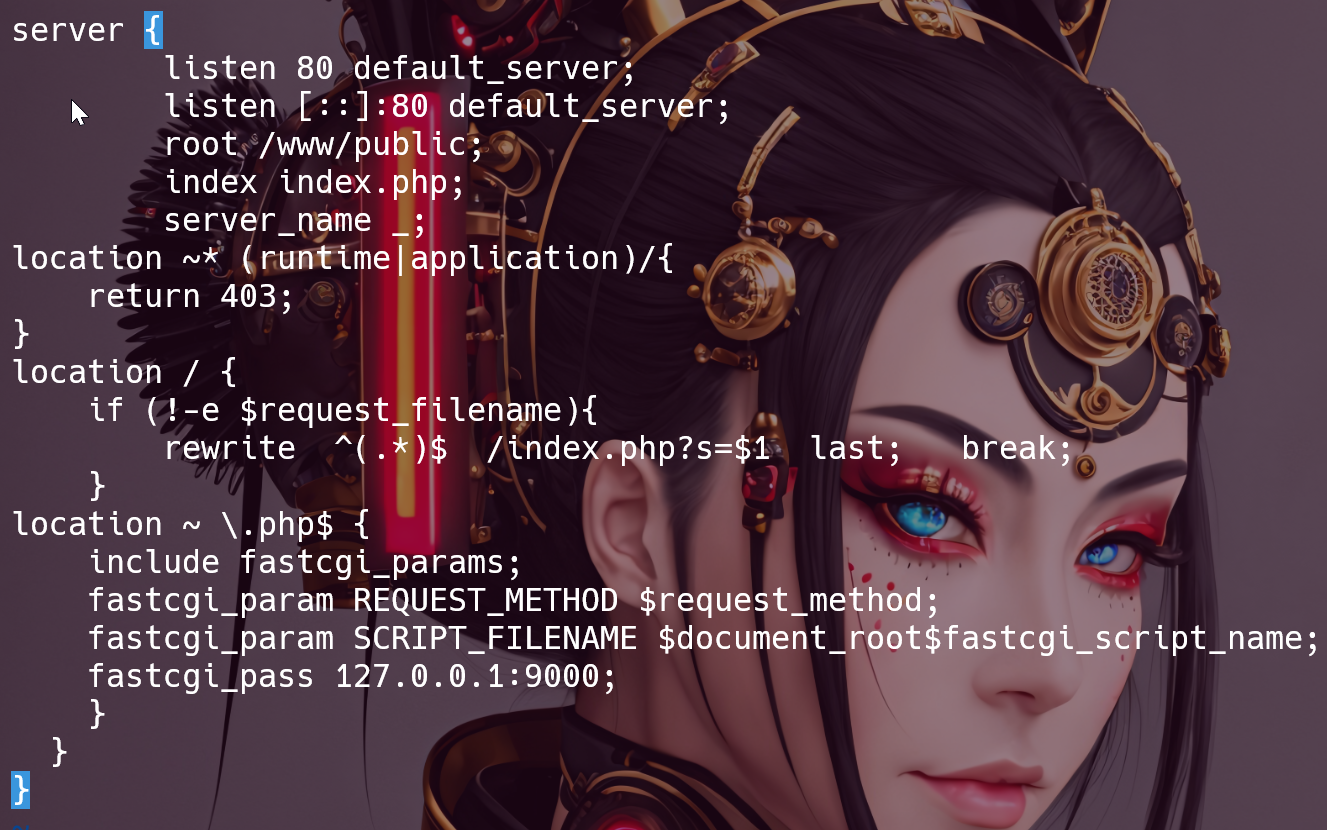 server {
listen 80 default_server;
listen [::]:80 default_server;
root /www/public;
index index.php;
server_name _;
location ~* (runtime|application)/{
return 403;
}
location / {
if (!-e $request_filename){
rewrite  ^(.*)$  /index.php?s=$1  last;   break;
}
location ~ \.php$ {
include fastcgi_params;
fastcgi_param REQUEST_METHOD $request_method;
fastcgi_param SCRIPT_FILENAME $document_root$fastcgi_script_name;
fastcgi_pass 127.0.0.1:9000;
}
}
}